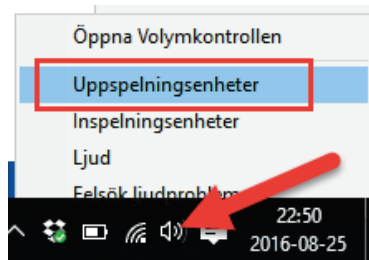 Öppna Volymkontrollen
Uppspelningsenheter
Inspelningsenheter
Ljud
Felsök ljudproblem
22:50
2016-08-25